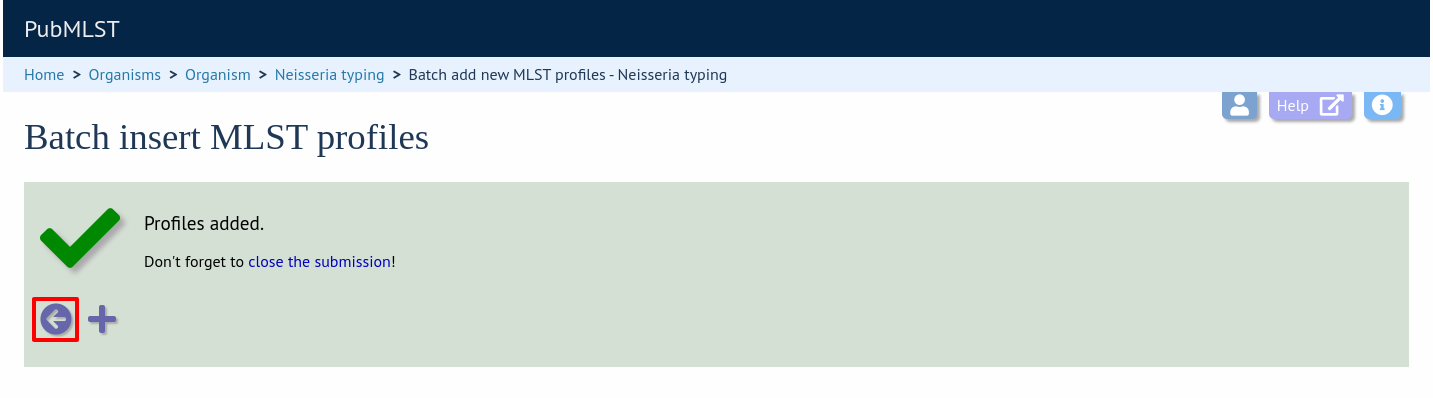 PubMLST
Home > Organisms > Organism > Neisseria typing > Batch add new MLST profiles - Neisseria typing
Help
Batch insert MLST profiles
Profiles added.
Don't forget to close the submission!